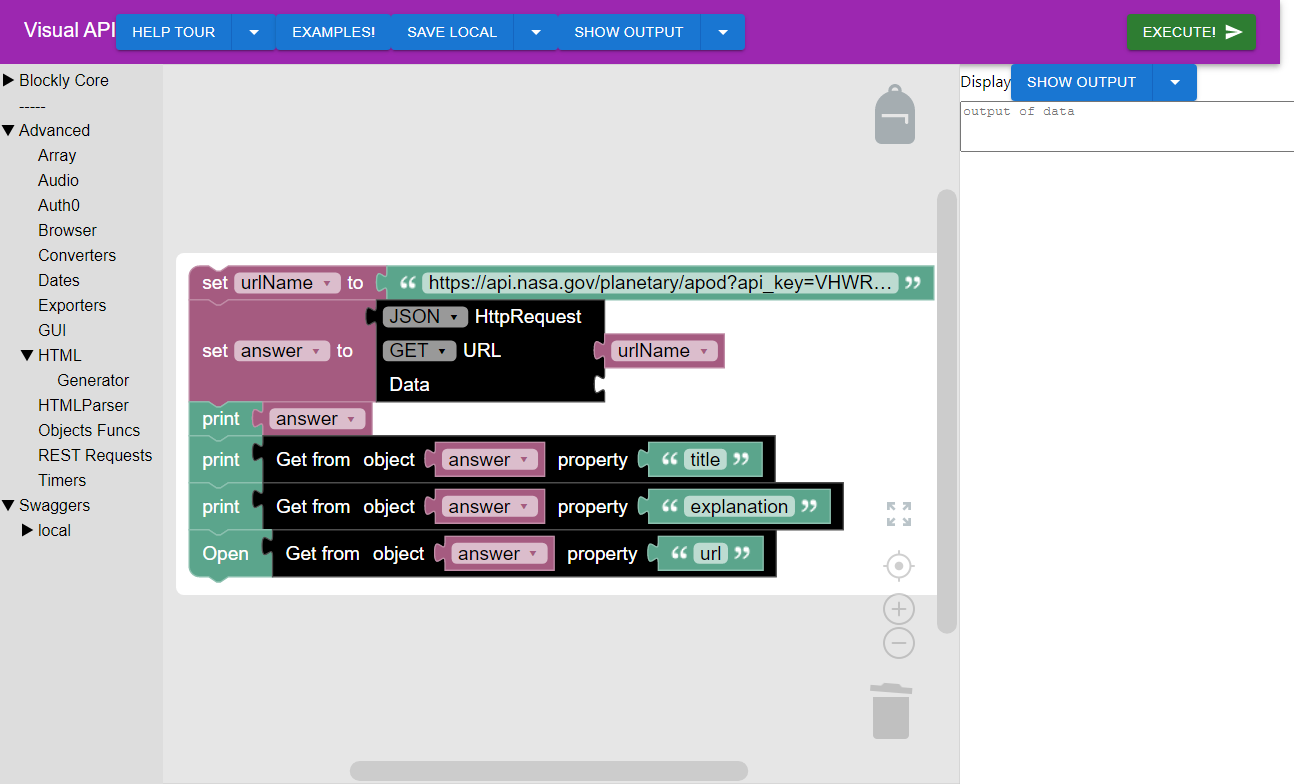 Visual API HELP TOUR EXAMPLES! SAVE LOCAL SHOW OUTPUT EXECUTE!
Blockly Core
-----
Advanced
Array
Audio
Auth0
Browser
Converters
Dates
Exporters
GUI
HTML
Generator
HTMLParser
Objects Funcs
REST Requests
Timers
Swaggers
local
set urlName to “ https://api.nasa.gov/planetary/apod?api_key=VHWR… ”
JSON HttpRequest
set answer to GET URL urlName
Data
print answer
print Get from object answer property “ title ”
print Get from object answer property “ explanation ”
Open Get from object answer property “ url ”
Display SHOW OUTPUT
output of data